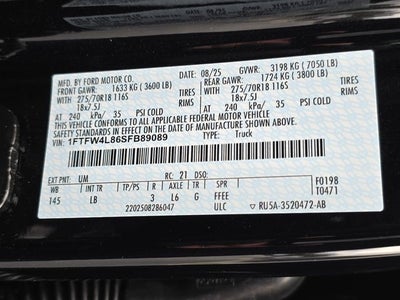 MFD. BY FORD MOTOR CO. 08/25 GVWR: 3198 KG ( 7050 LB)
FRONT GAWR: REAR GAWR:
1633 KG ( 3600 LB) 1724 KG ( 3800 LB)
WITH TIRES WITH TIRES
275/70R18 116S 275/70R18 116S
18x7.5J RIMS 18x7.5J RIMS
AT 240 kPa/ 35 PSI COLD AT 240 kPa/ 35 PSI COLD
THIS VEHICLE CONFORMS TO ALL APPLICABLE FEDERAL MOTOR VEHICLE
SAFETY AND THEFT PREVENTION STANDARDS IN EFFECT ON THE DATE OF
MANUFACTURE SHOWN ABOVE.
VIN: 1FTFW4L86SFB89089 TYPE: Truck
EXT PNT: UM RC: 21 DSO: F0198
WB INT TR TP/PS R AXLE TR SPR T0471
145 LB 3 L6 G FFEE
2202508286047 ULC RU5A-3520472-AB